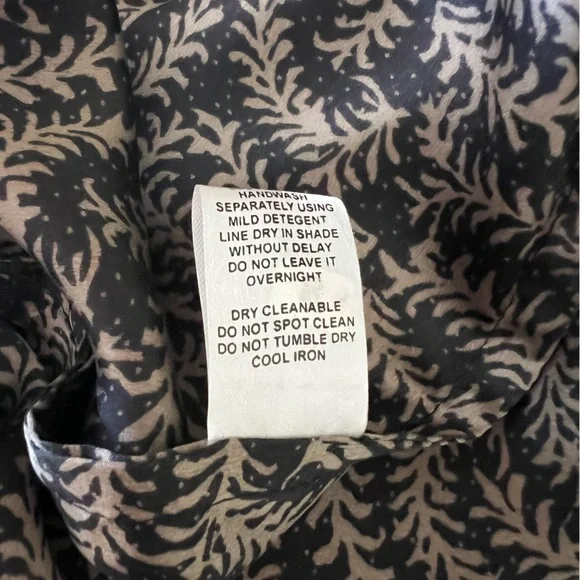 HANDWASH
SEPARATELY USING
MILD DETEGENT
LINE DRY IN SHADE
WITHOUT DELAY
DO NOT LEAVE IT
OVERNIGHT
DRY CLEANABLE
DO NOT SPOT CLEAN
DO NOT TUMBLE DRY
COOL IRON